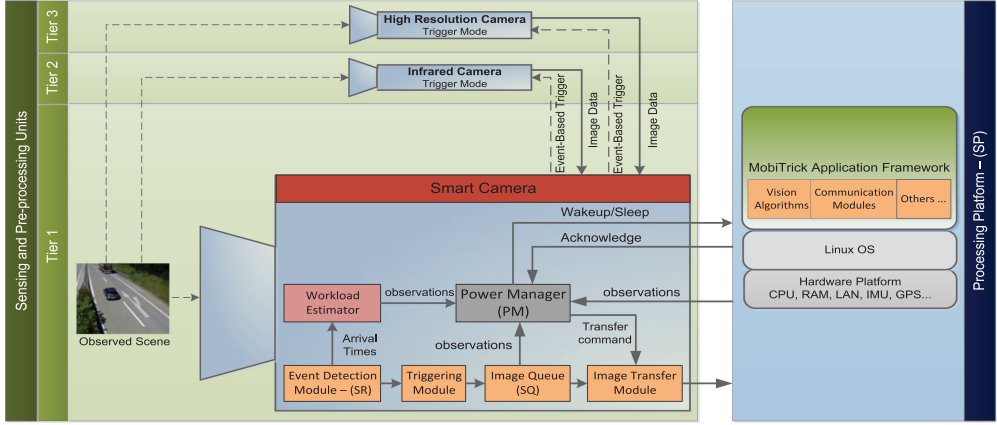 Sensing and Pre-processing Units
Tier 3
Tier 2
Tier 1
High Resolution Camera
Trigger Mode
Infrared Camera
Trigger Mode
Event-Based Trigger
Image Data
Event-Based Trigger
Image Data
Observed Scene
Smart Camera
Wakeup/Sleep
Acknowledge
Workload
Estimator
observations
Power Manager
(PM)
observations
Arrival
Times
observations
Transfer
command
Event Detection
Module – (SR)
Triggering
Module
Image Queue
(SQ)
Image Transfer
Module
MobiTrick Application Framework
Vision
Algorithms
Communication
Modules
Others ...
Linux OS
Hardware Platform
CPU, RAM, LAN, IMU, GPS...
Processing Platform – (SP)